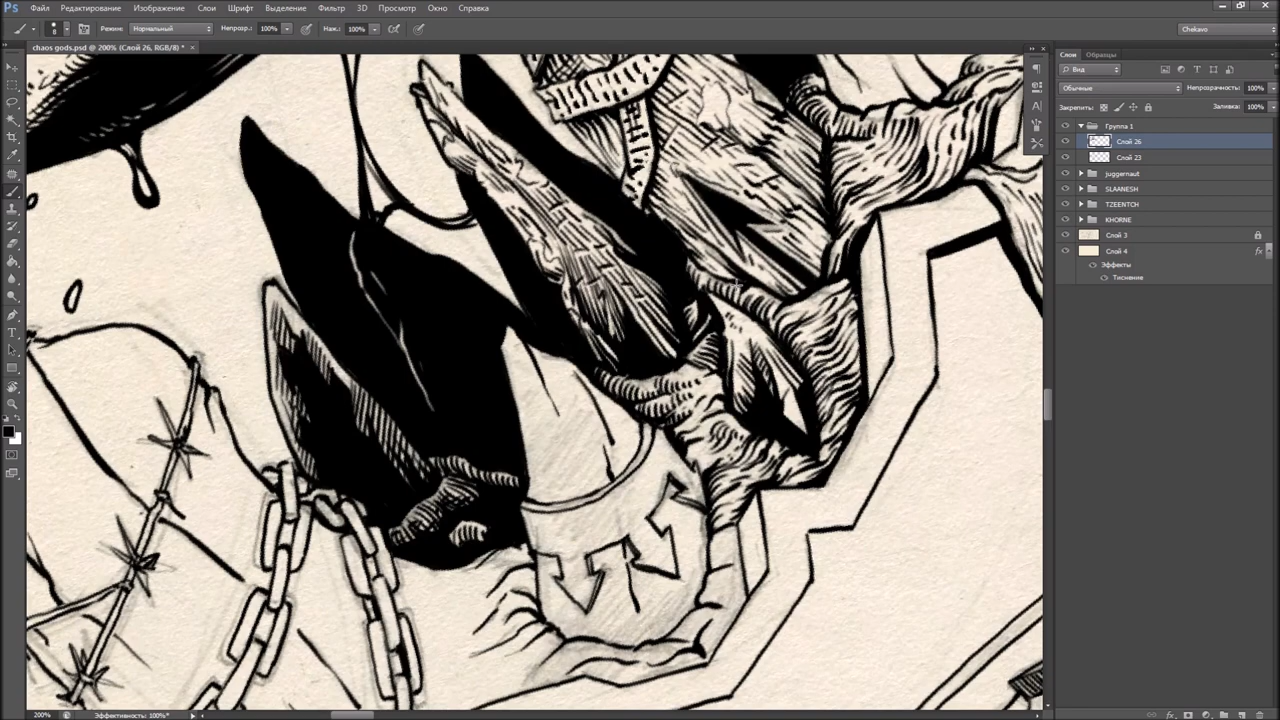 Ps Файл Редактирование Изображение Слои Шрифт Выделение Фильтр 3D Просмотр Окно Справка
8 Режим: Нормальный Непрозр.: 100% Наж.: 100% Chekavo
chaos gods.psd @ 200% (Слой 26, RGB/8) * ×
Слои Образцы
Вид
Обычные Непрозрачность: 100%
Закрепить: Заливка: 100%
Группа 1
Слой 26
Слой 23
juggernaut
SLAANESH
TZEENTCH
KHORNE
Слой 3
Слой 4 fx
Эффекты
Тиснение
200% Эффективность: 100%*